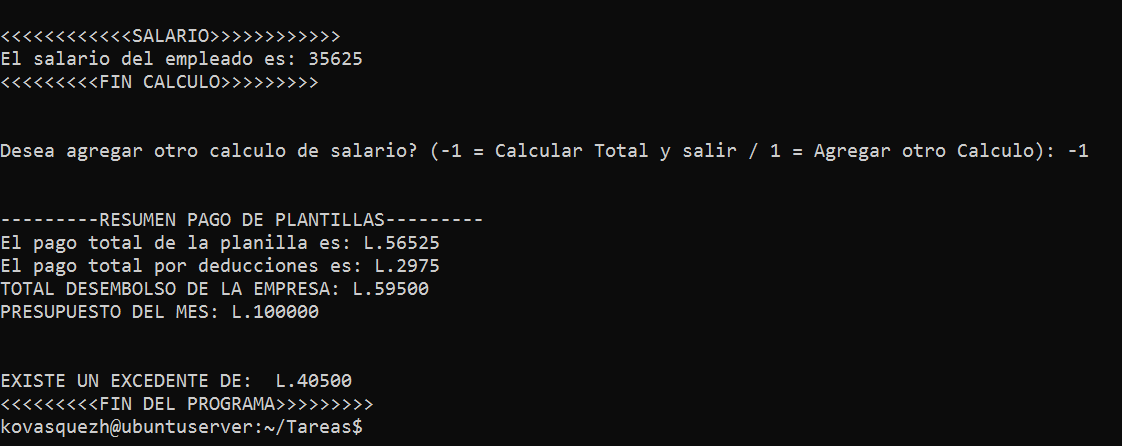 <<<<<<<<<<<<SALARIO>>>>>>>>>>>>
El salario del empleado es: 35625
<<<<<<<<<FIN CALCULO>>>>>>>>>
Desea agregar otro calculo de salario? (-1 = Calcular Total y salir / 1 = Agregar otro Calculo): -1
---------RESUMEN PAGO DE PLANTILLAS---------
El pago total de la planilla es: L.56525
El pago total por deducciones es: L.2975
TOTAL DESEMBOLSO DE LA EMPRESA: L.59500
PRESUPUESTO DEL MES: L.100000
EXISTE UN EXCEDENTE DE:  L.40500
<<<<<<<<<FIN DEL PROGRAMA>>>>>>>>>
kovasquezh@ubuntuserver:~/Tareas$